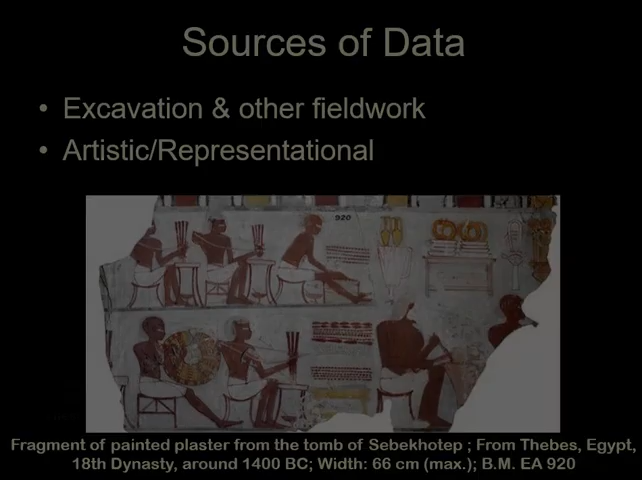 Sources of Data
• Excavation & other fieldwork
• Artistic/Representational
920
Fragment of painted plaster from the tomb of Sebekhotep ; From Thebes, Egypt,
18th Dynasty, around 1400 BC; Width: 66 cm (max.); B.M. EA 920